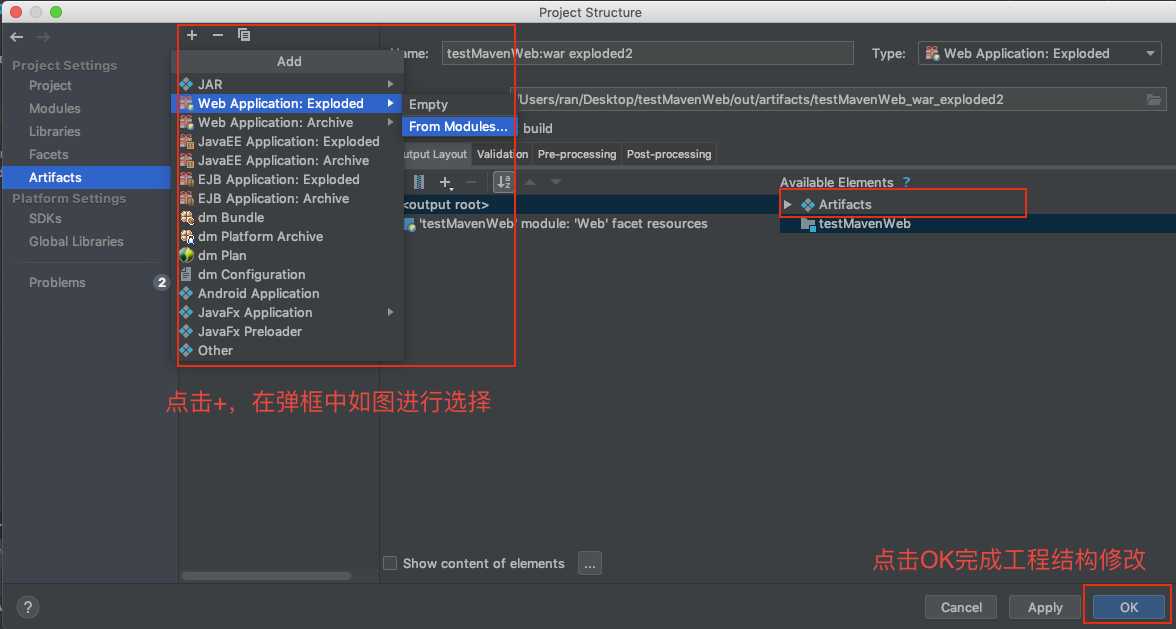 Project Structure
Project Settings
Project
Modules
Libraries
Facets
Artifacts
Platform Settings
SDKs
Global Libraries
Problems
2
Add
JAR
Web Application: Exploded
Web Application: Archive
JavaEE Application: Exploded
JavaEE Application: Archive
EJB Application: Exploded
EJB Application: Archive
dm Bundle
dm Platform Archive
dm Plan
dm Configuration
Android Application
JavaFx Application
JavaFx Preloader
Other
Empty
From Modules...
点击+，在弹框中如图进行选择
ame:
testMavenWeb:war exploded2
Type:
Web Application: Exploded
/Users/ran/Desktop/testMavenWeb/out/artifacts/testMavenWeb_war_exploded2
build
utput Layout
Validation
Pre-processing
Post-processing
<output root>
'testMavenWeb' module: 'Web' facet resources
Available Elements ?
Artifacts
testMavenWeb
Show content of elements
...
点击OK完成工程结构修改
?
Cancel
Apply
OK